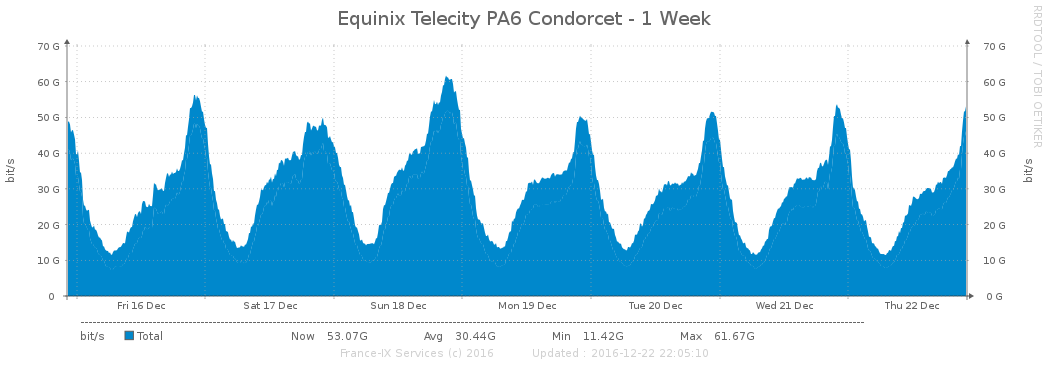 Equinix Telecity PA6 Condorcet - 1 Week
RRDTOOL / TOBI OETIKER
bit/s
70 G 70 G
60 G 60 G
50 G 50 G
40 G 40 G
30 G 30 G
20 G 20 G
10 G 10 G
0 0 G
bit/s
Fri 16 Dec Sat 17 Dec Sun 18 Dec Mon 19 Dec Tue 20 Dec Wed 21 Dec Thu 22 Dec
bit/s Total Now 53.07G Avg 30.44G Min 11.42G Max 61.67G
France-IX Services (c) 2016 Updated : 2016-12-22 22:05:10